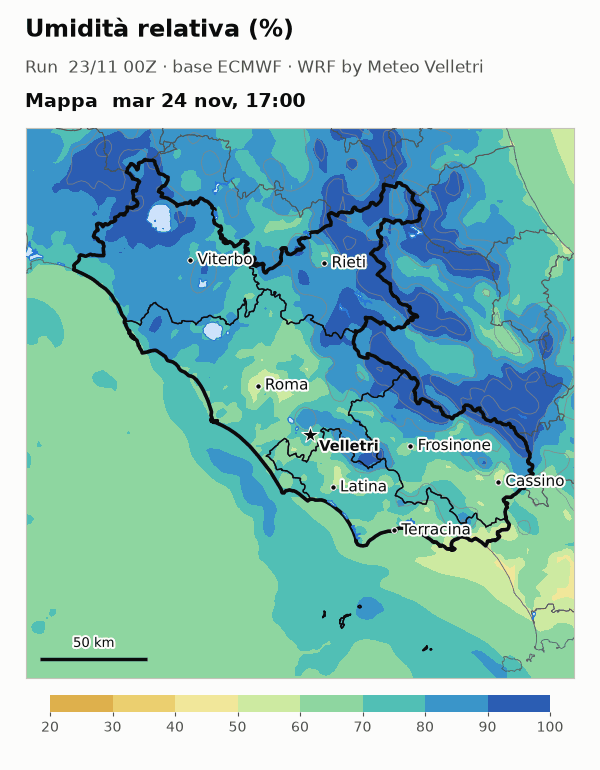 Umidità relativa (%)
Run  23/11 00Z · base ECMWF · WRF by Meteo Velletri
Mappa  mar 24 nov, 17:00
Viterbo
Rieti
Roma
Velletri
Frosinone
Cassino
Latina
Terracina
50 km
20 30 40 50 60 70 80 90 100